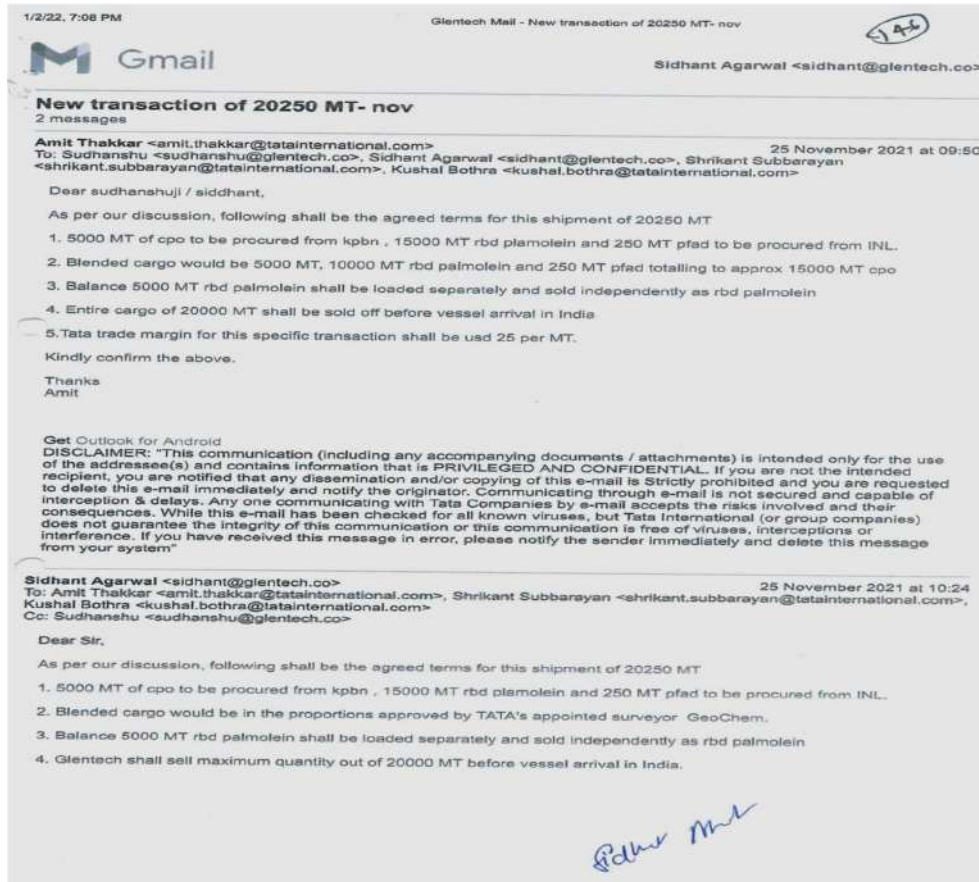 1/2/22, 7:08 PM
Glentech Mail - New transaction of 20250 MT- nov
Gmail
Sidhant Agarwal <sidhant@glentech.co>
New transaction of 20250 MT- nov
2 messages
Amit Thakkar <amit.thakkar@tatainternational.com>
25 November 2021 at 09:50
To: Sudhanshu <sudhanshu@glentech.co>, Sidhant Agarwal <sidhant@glentech.co>, Shrikant Subbarayan
<shrikant.subbarayan@tatainternational.com>, Kushal Bothra <kushal.bothra@tatainternational.com>
Dear sudhanshuji / siddhant,
As per our discussion, following shall be the agreed terms for this shipment of 20250 MT
1. 5000 MT of cpo to be procured from kpbn , 15000 MT rbd plamolein and 250 MT pfad to be procured from INL.
2. Blended cargo would be 5000 MT, 10000 MT rbd palmolein and 250 MT pfad totalling to approx 15000 MT cpo
3. Balance 5000 MT rbd palmolein shall be loaded separately and sold independently as rbd palmolein
4. Entire cargo of 20000 MT shall be sold off before vessel arrival in India
5.Tata trade margin for this specific transaction shall be usd 25 per MT.
Kindly confirm the above.
Thanks
Amit
Get Outlook for Android
DISCLAIMER: "This communication (including any accompanying documents / attachments) is intended only for the use
of the addressee(s) and contains information that is PRIVILEGED AND CONFIDENTIAL. If you are not the intended
recipient, you are notified that any dissemination and/or copying of this e-mail is Strictly prohibited and you are requested
to delete this e-mail immediately and notify the originator. Communicating through e-mail is not secured and capable of
interception & delays. Any one communicating with Tata Companies by e-mail accepts the risks involved and their
consequences. While this e-mail has been checked for all known viruses, but Tata International (or group companies)
does not guarantee the integrity of this communication or this communication is free of viruses, interceptions or
interference. If you have received this message in error, please notify the sender immediately and delete this message
from your system"
Sidhant Agarwal <sidhant@glentech.co>
25 November 2021 at 10:24
To: Amit Thakkar <amit.thakkar@tatainternational.com>, Shrikant Subbarayan <shrikant.subbarayan@tatainternational.com>,
Kushal Bothra <kushal.bothra@tatainternational.com>
Cc: Sudhanshu <sudhanshu@glentech.co>
Dear Sir,
As per our discussion, following shall be the agreed terms for this shipment of 20250 MT
1. 5000 MT of cpo to be procured from kpbn , 15000 MT rbd plamolein and 250 MT pfad to be procured from INL.
2. Blended cargo would be in the proportions approved by TATA's appointed surveyor GeoChem.
3. Balance 5000 MT rbd palmolein shall be loaded separately and sold independently as rbd palmolein
4. Glentech shall sell maximum quantity out of 20000 MT before vessel arrival in India.